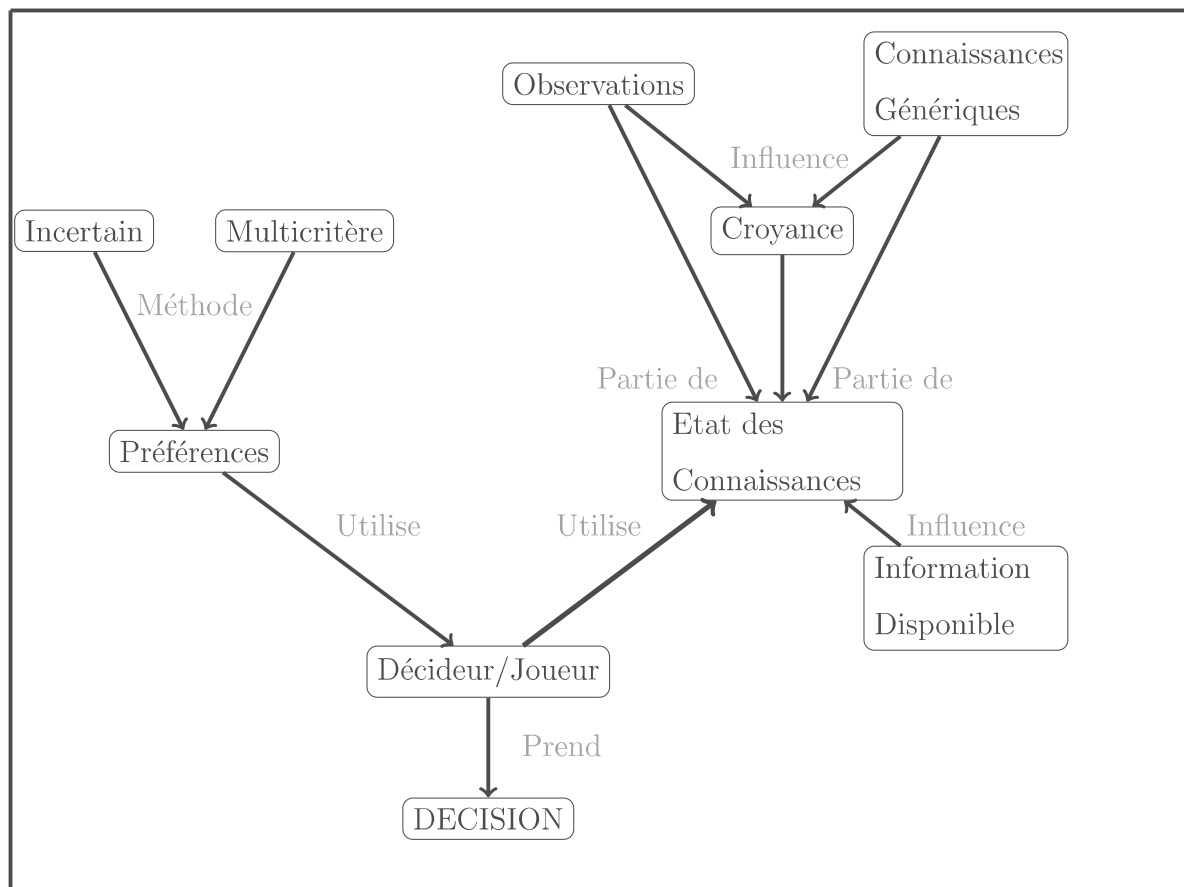 Connaissances
Observations
Génériques
Influence
Incertain
Multicritère
Croyance
Méthode
Partie de
Partie de
Etat des
Préférences
Connaissances
Utilise
Utilise
Influence
Information
Disponible
Décideur/Joueur
Prend
DECISION